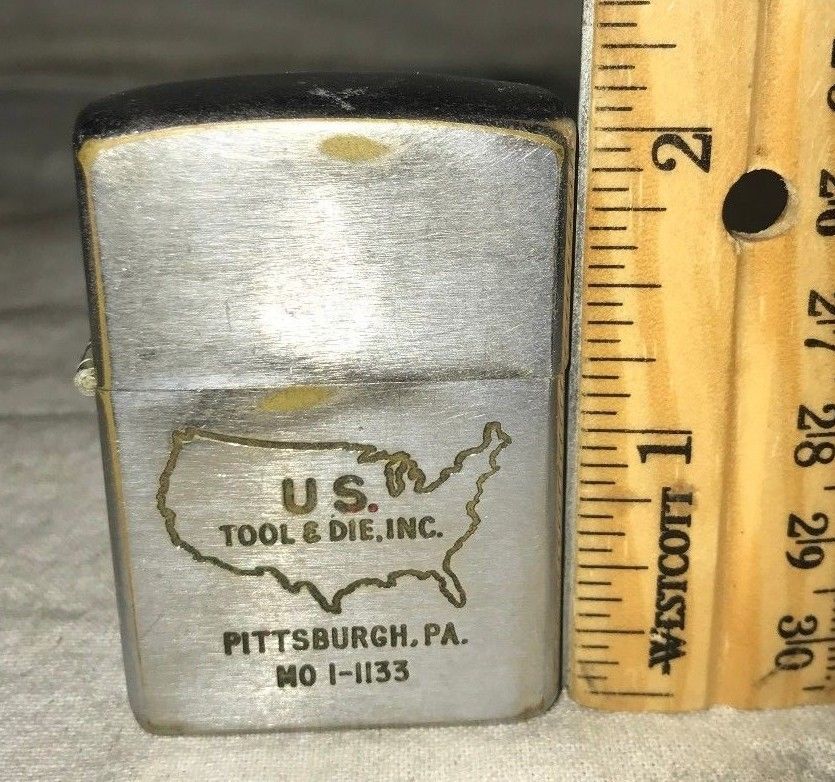 U S.
TOOL & DIE, INC.
PITTSBURGH, PA.
MO 1-1133
2
1
WESTCOTT
26
27
28
29
30